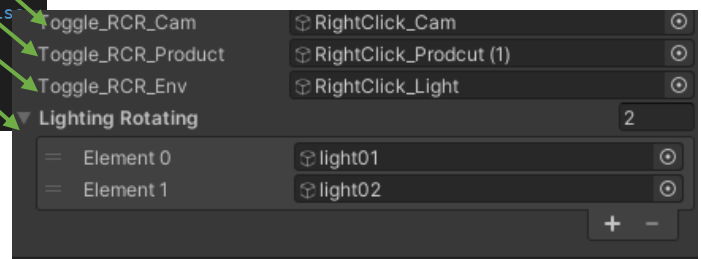 Toggle_RCR_Cam RightClick_Cam
Toggle_RCR_Product RightClick_Prodcut (1)
Toggle_RCR_Env RightClick_Light
Lighting Rotating 2
Element 0 light01
Element 1 light02
+ −